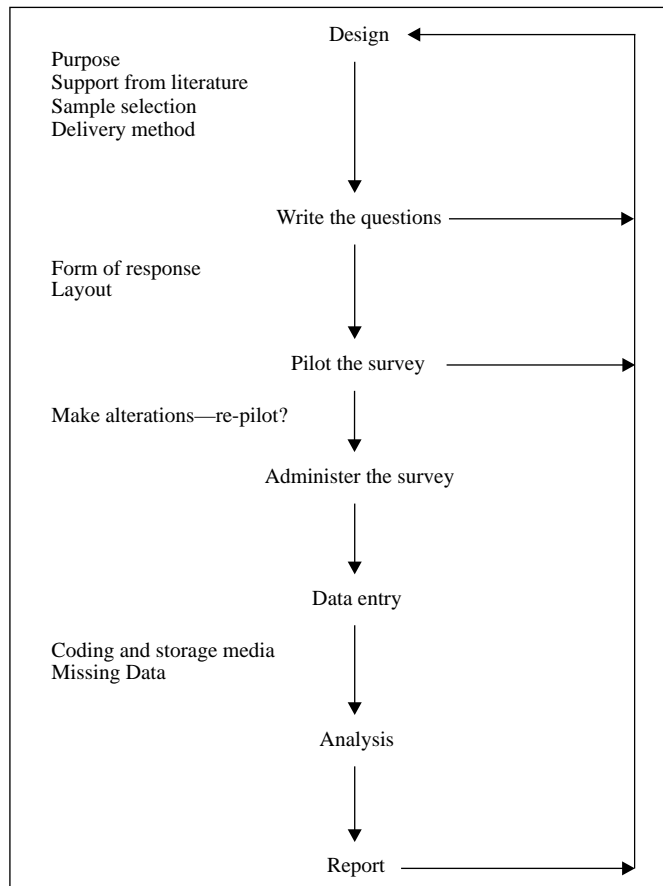 Design
Purpose
Support from literature
Sample selection
Delivery method
Write the questions
Form of response
Layout
Pilot the survey
Make alterations—re-pilot?
Administer the survey
Data entry
Coding and storage media
Missing Data
Analysis
Report